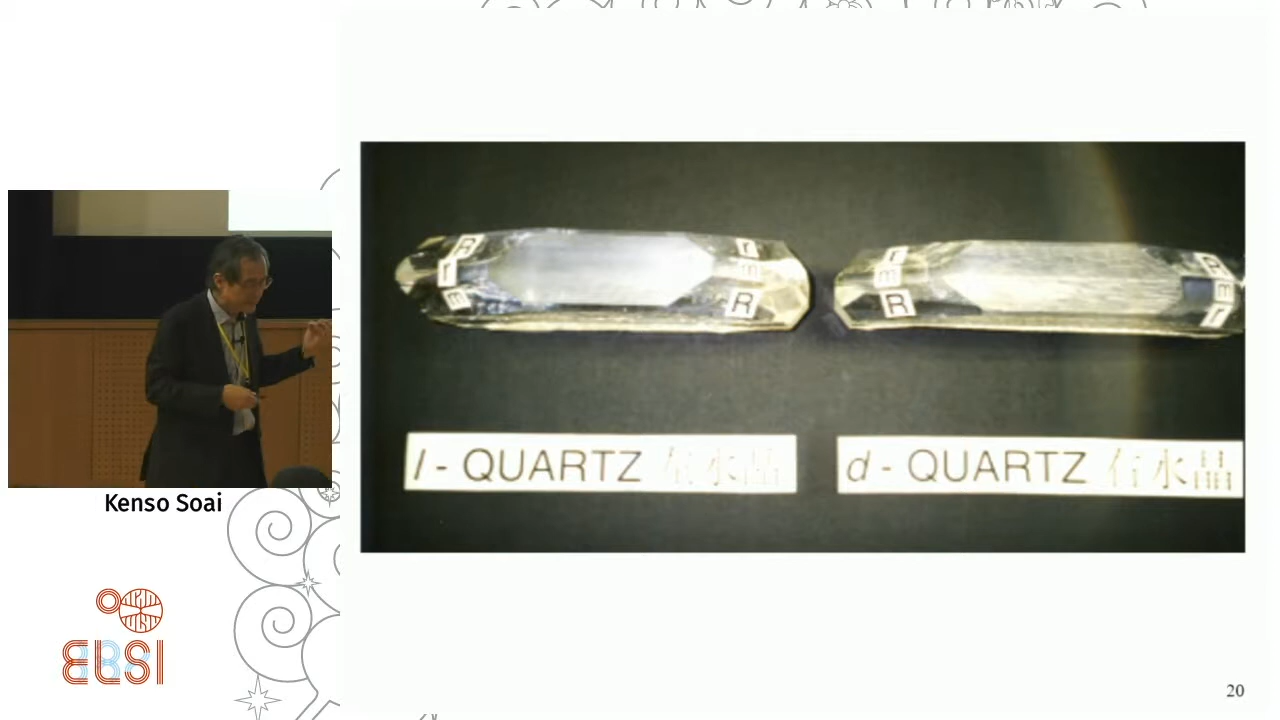 l - QUARTZ 左水晶
d - QUARTZ 右水晶
R
r
m
r
m
R
r
m
R
R
m
r
Kenso Soai
ELSI
20